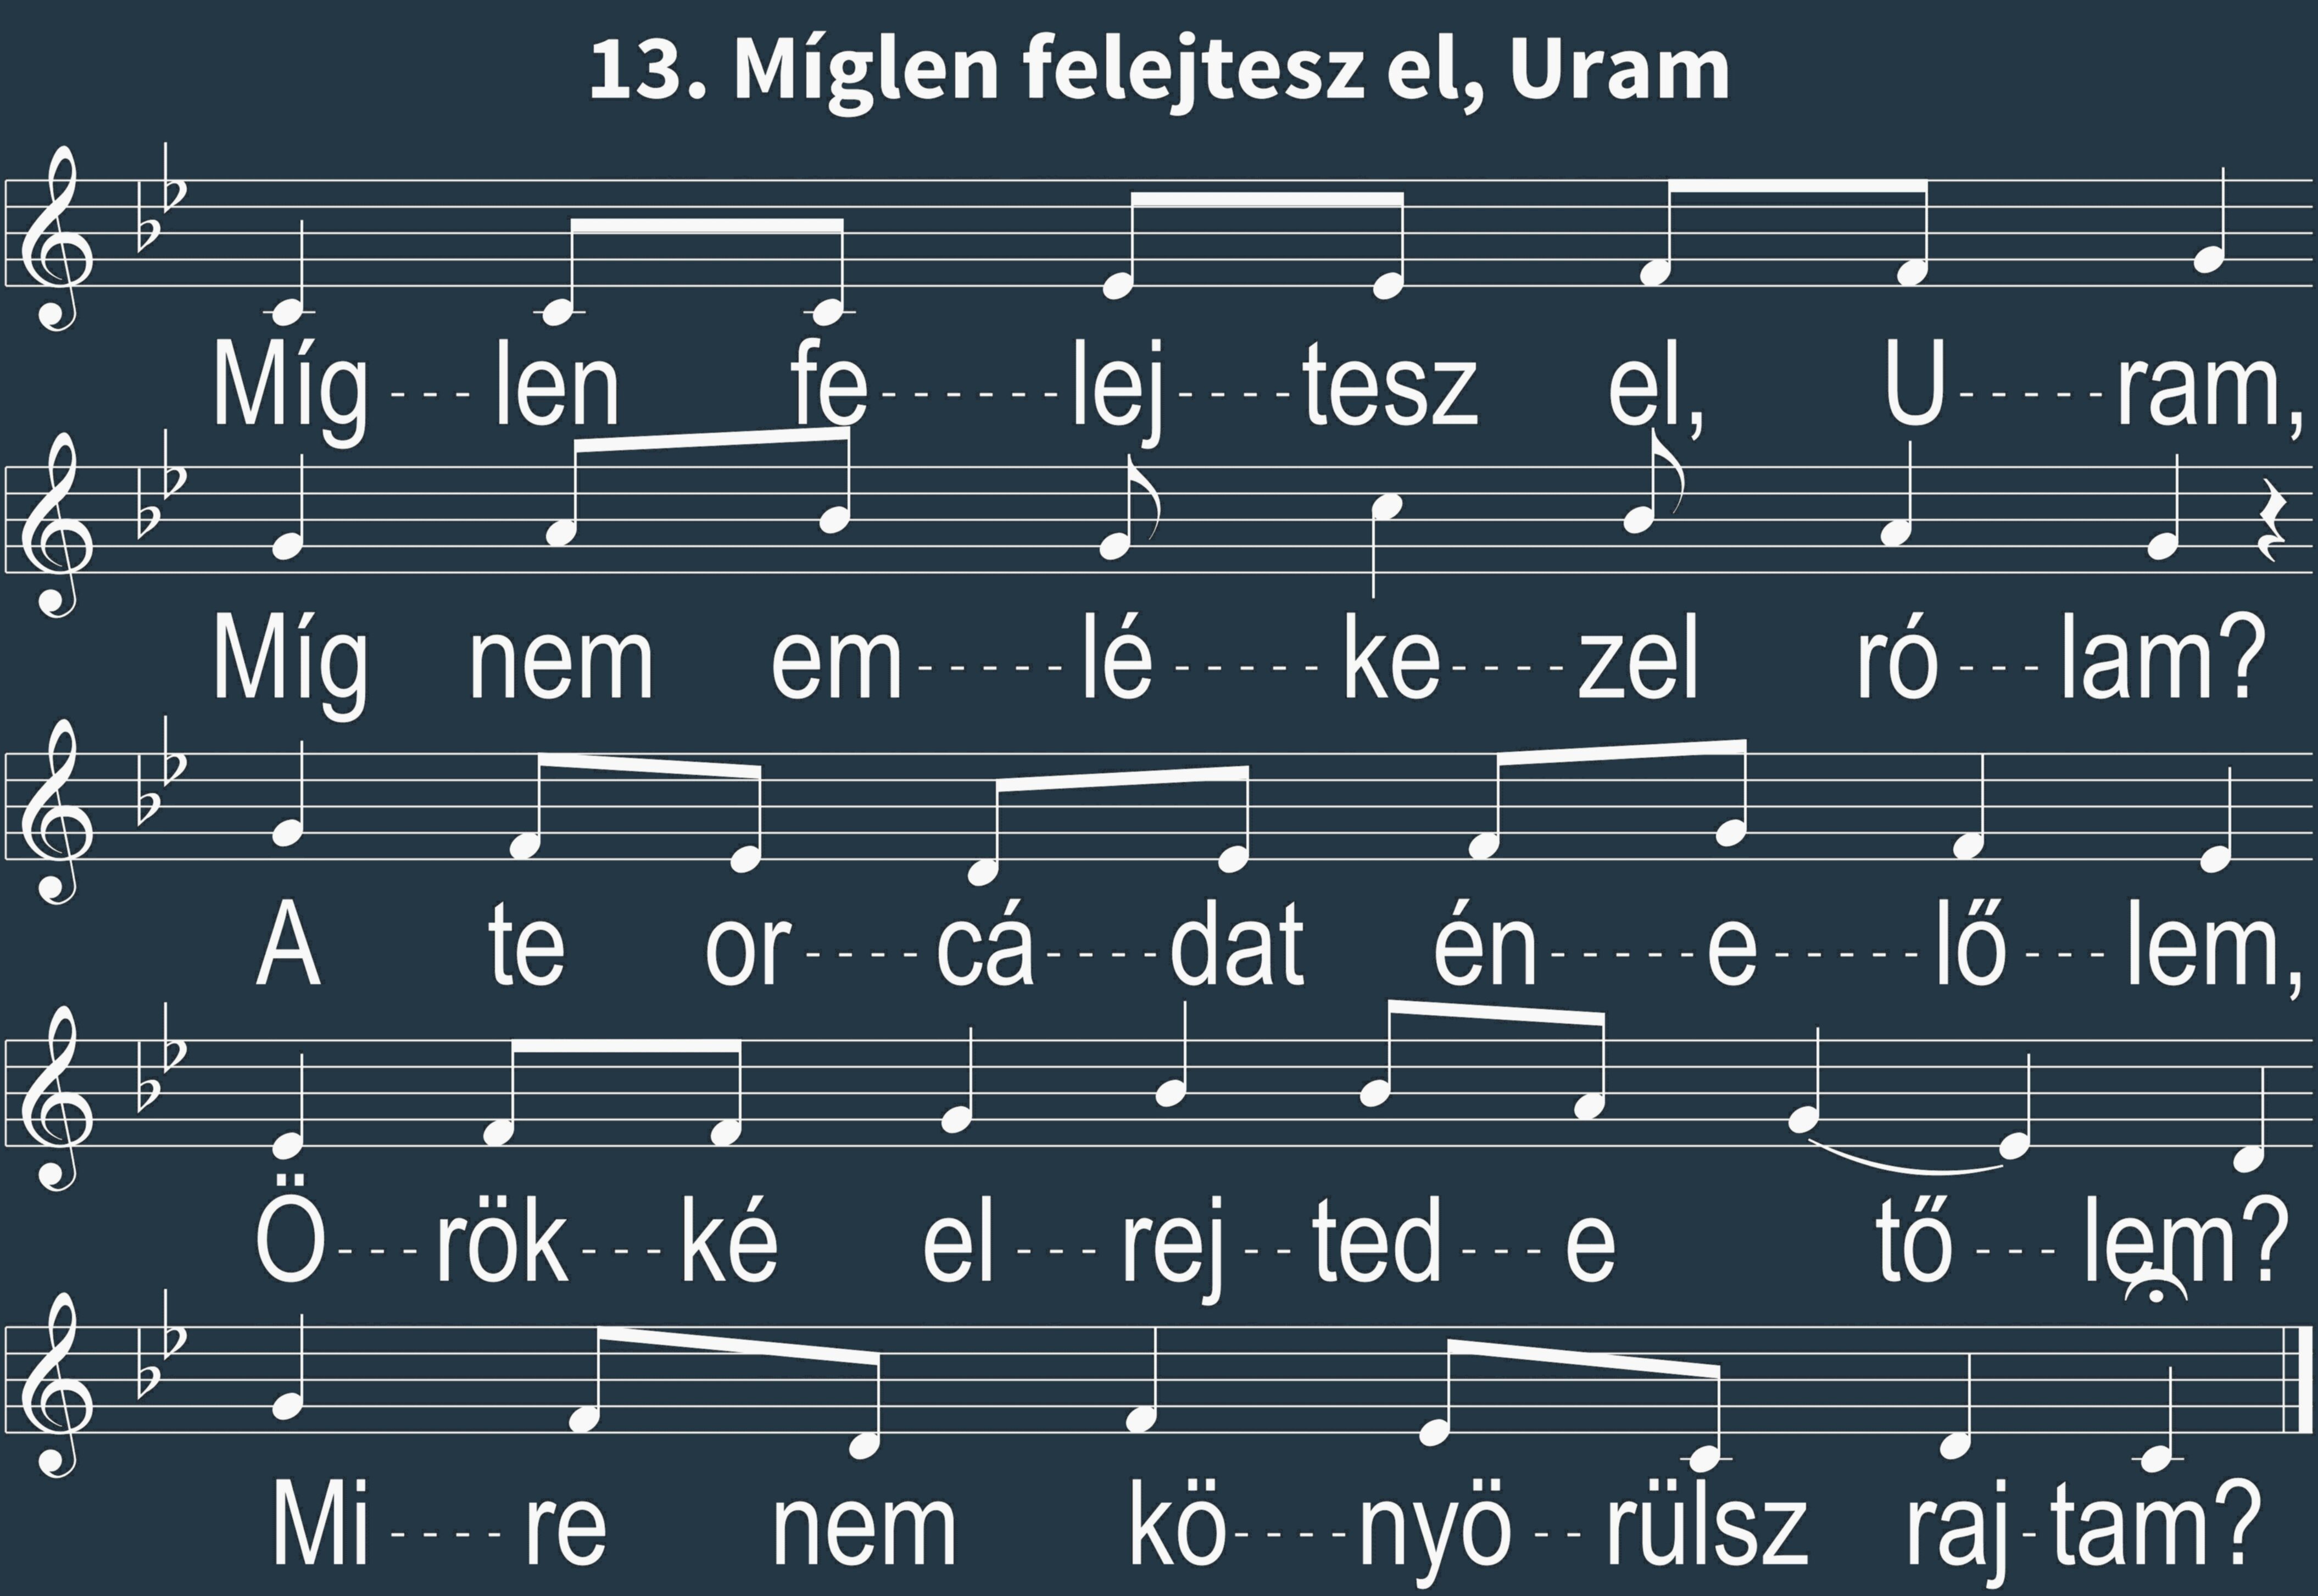 13. Míglen felejtesz el, Uram
Míg---len fe------lej----tesz el, U-----ram,
Míg nem em-----lé-----ke----zel ró---lam?
A te or----cá----dat én-----e-----lő---lem,
Ö---rök---ké el---rej--ted---e tő---lem?
Mi----re nem kö----nyö--rülsz raj-tam?